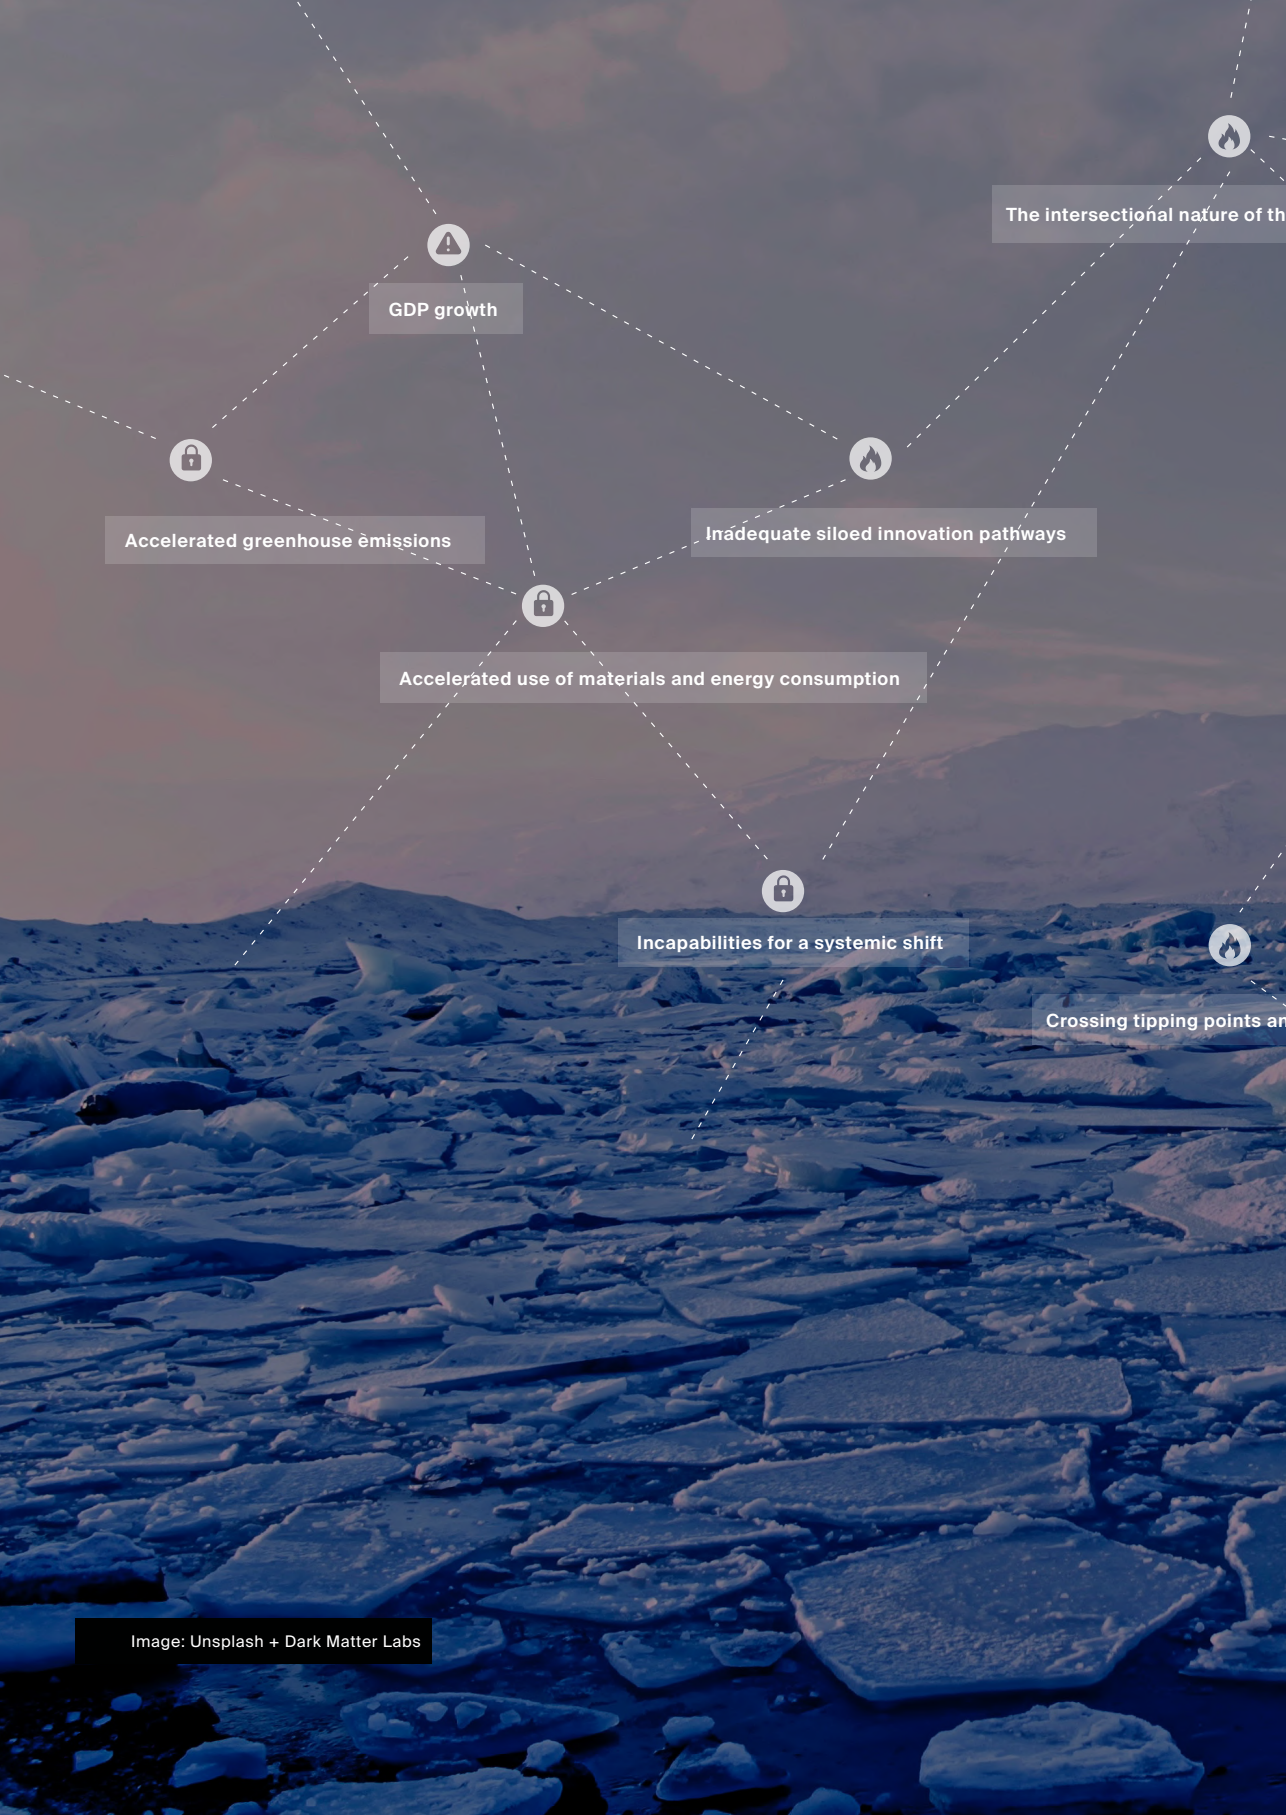 The intersectional nature of th
GDP growth
Accelerated greenhouse emissions
Inadequate siloed innovation pathways
Accelerated use of materials and energy consumption
Incapabilities for a systemic shift
Crossing tipping points an
Image: Unsplash + Dark Matter Labs